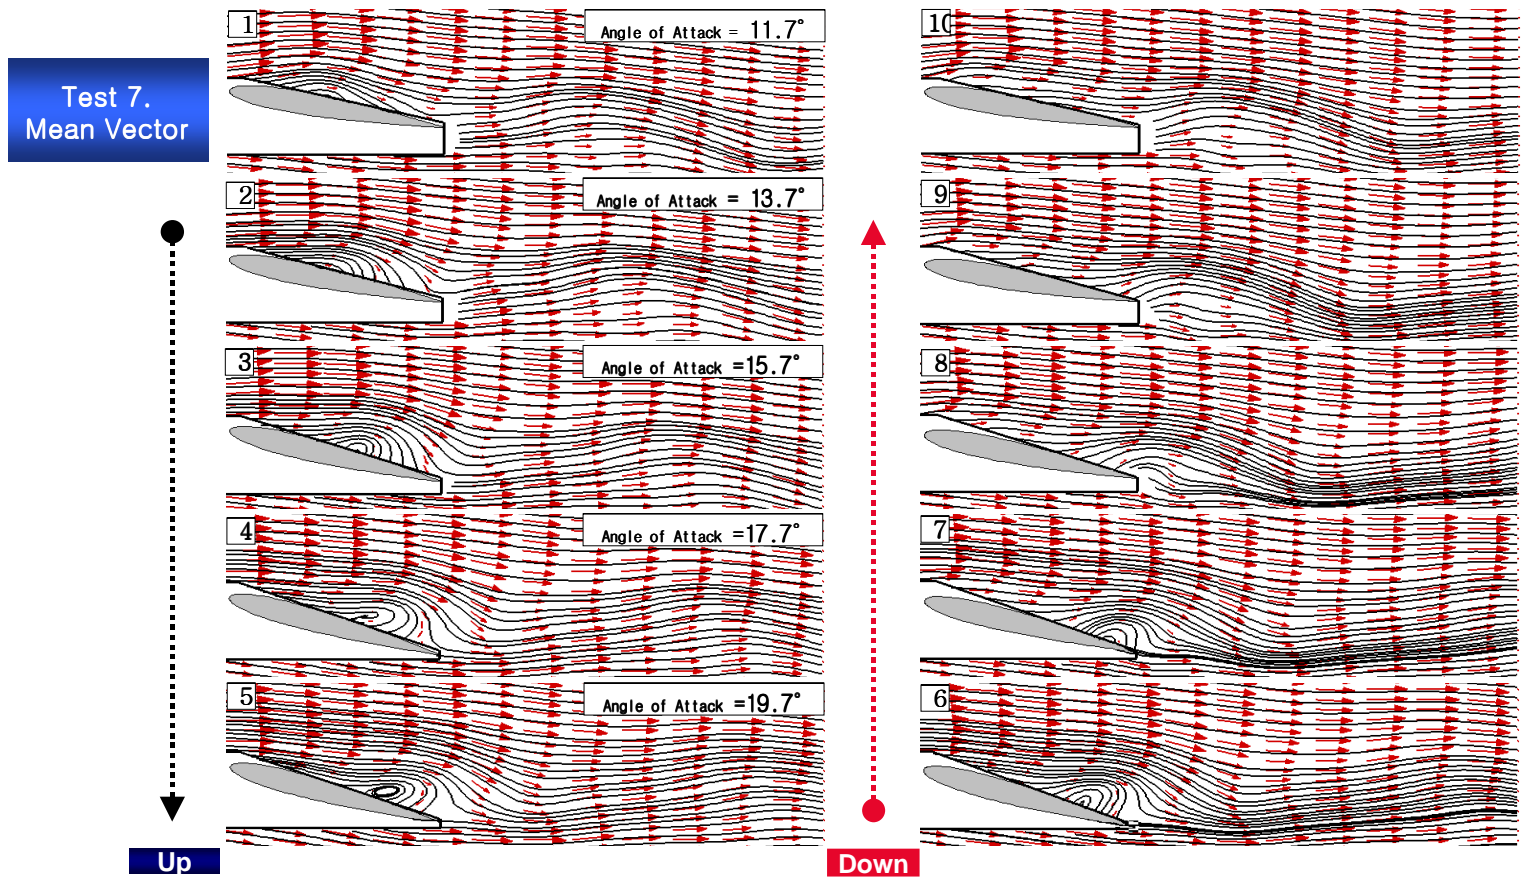 Test 7.
Mean Vector
1
Angle of Attack = 11.7°
2
Angle of Attack = 13.7°
3
Angle of Attack =15.7°
4
Angle of Attack =17.7°
5
Angle of Attack =19.7°
Up
10
9
8
7
6
Down